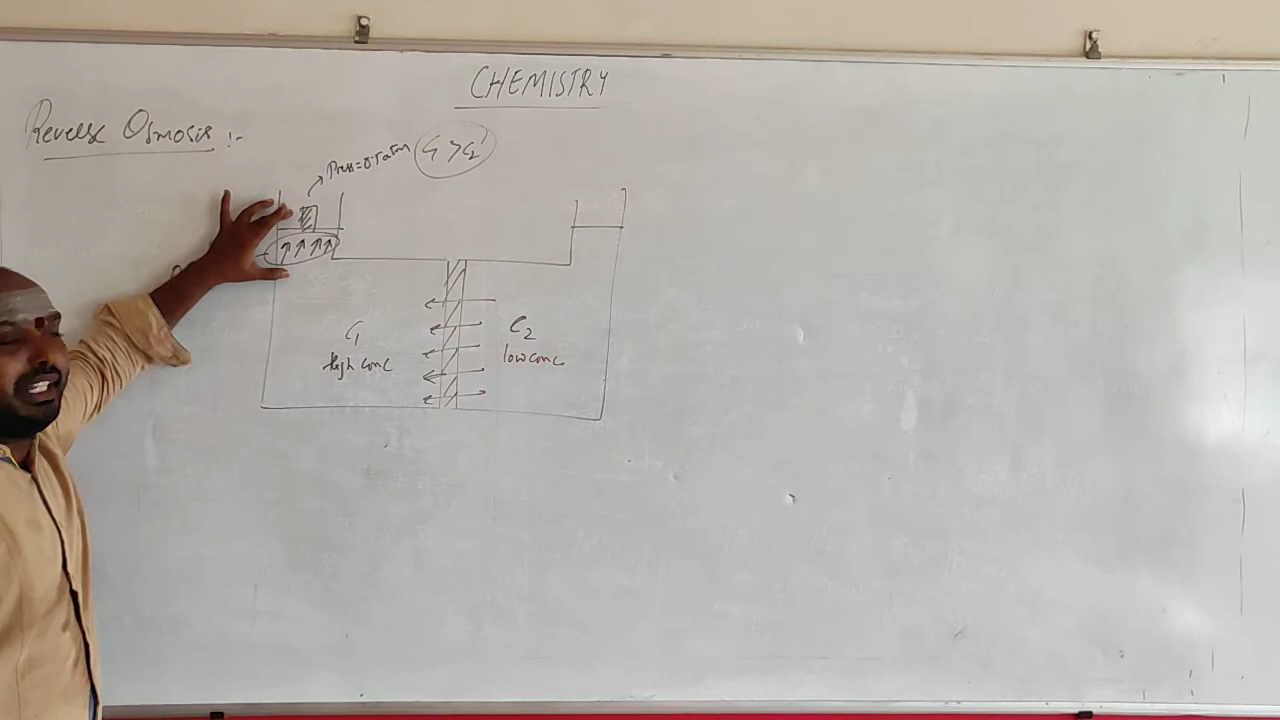 CHEMISTRY
Reverse Osmosis :-
Press = 0.5 atm
C₁ > C₂
C₁
high conc
C₂
low conc